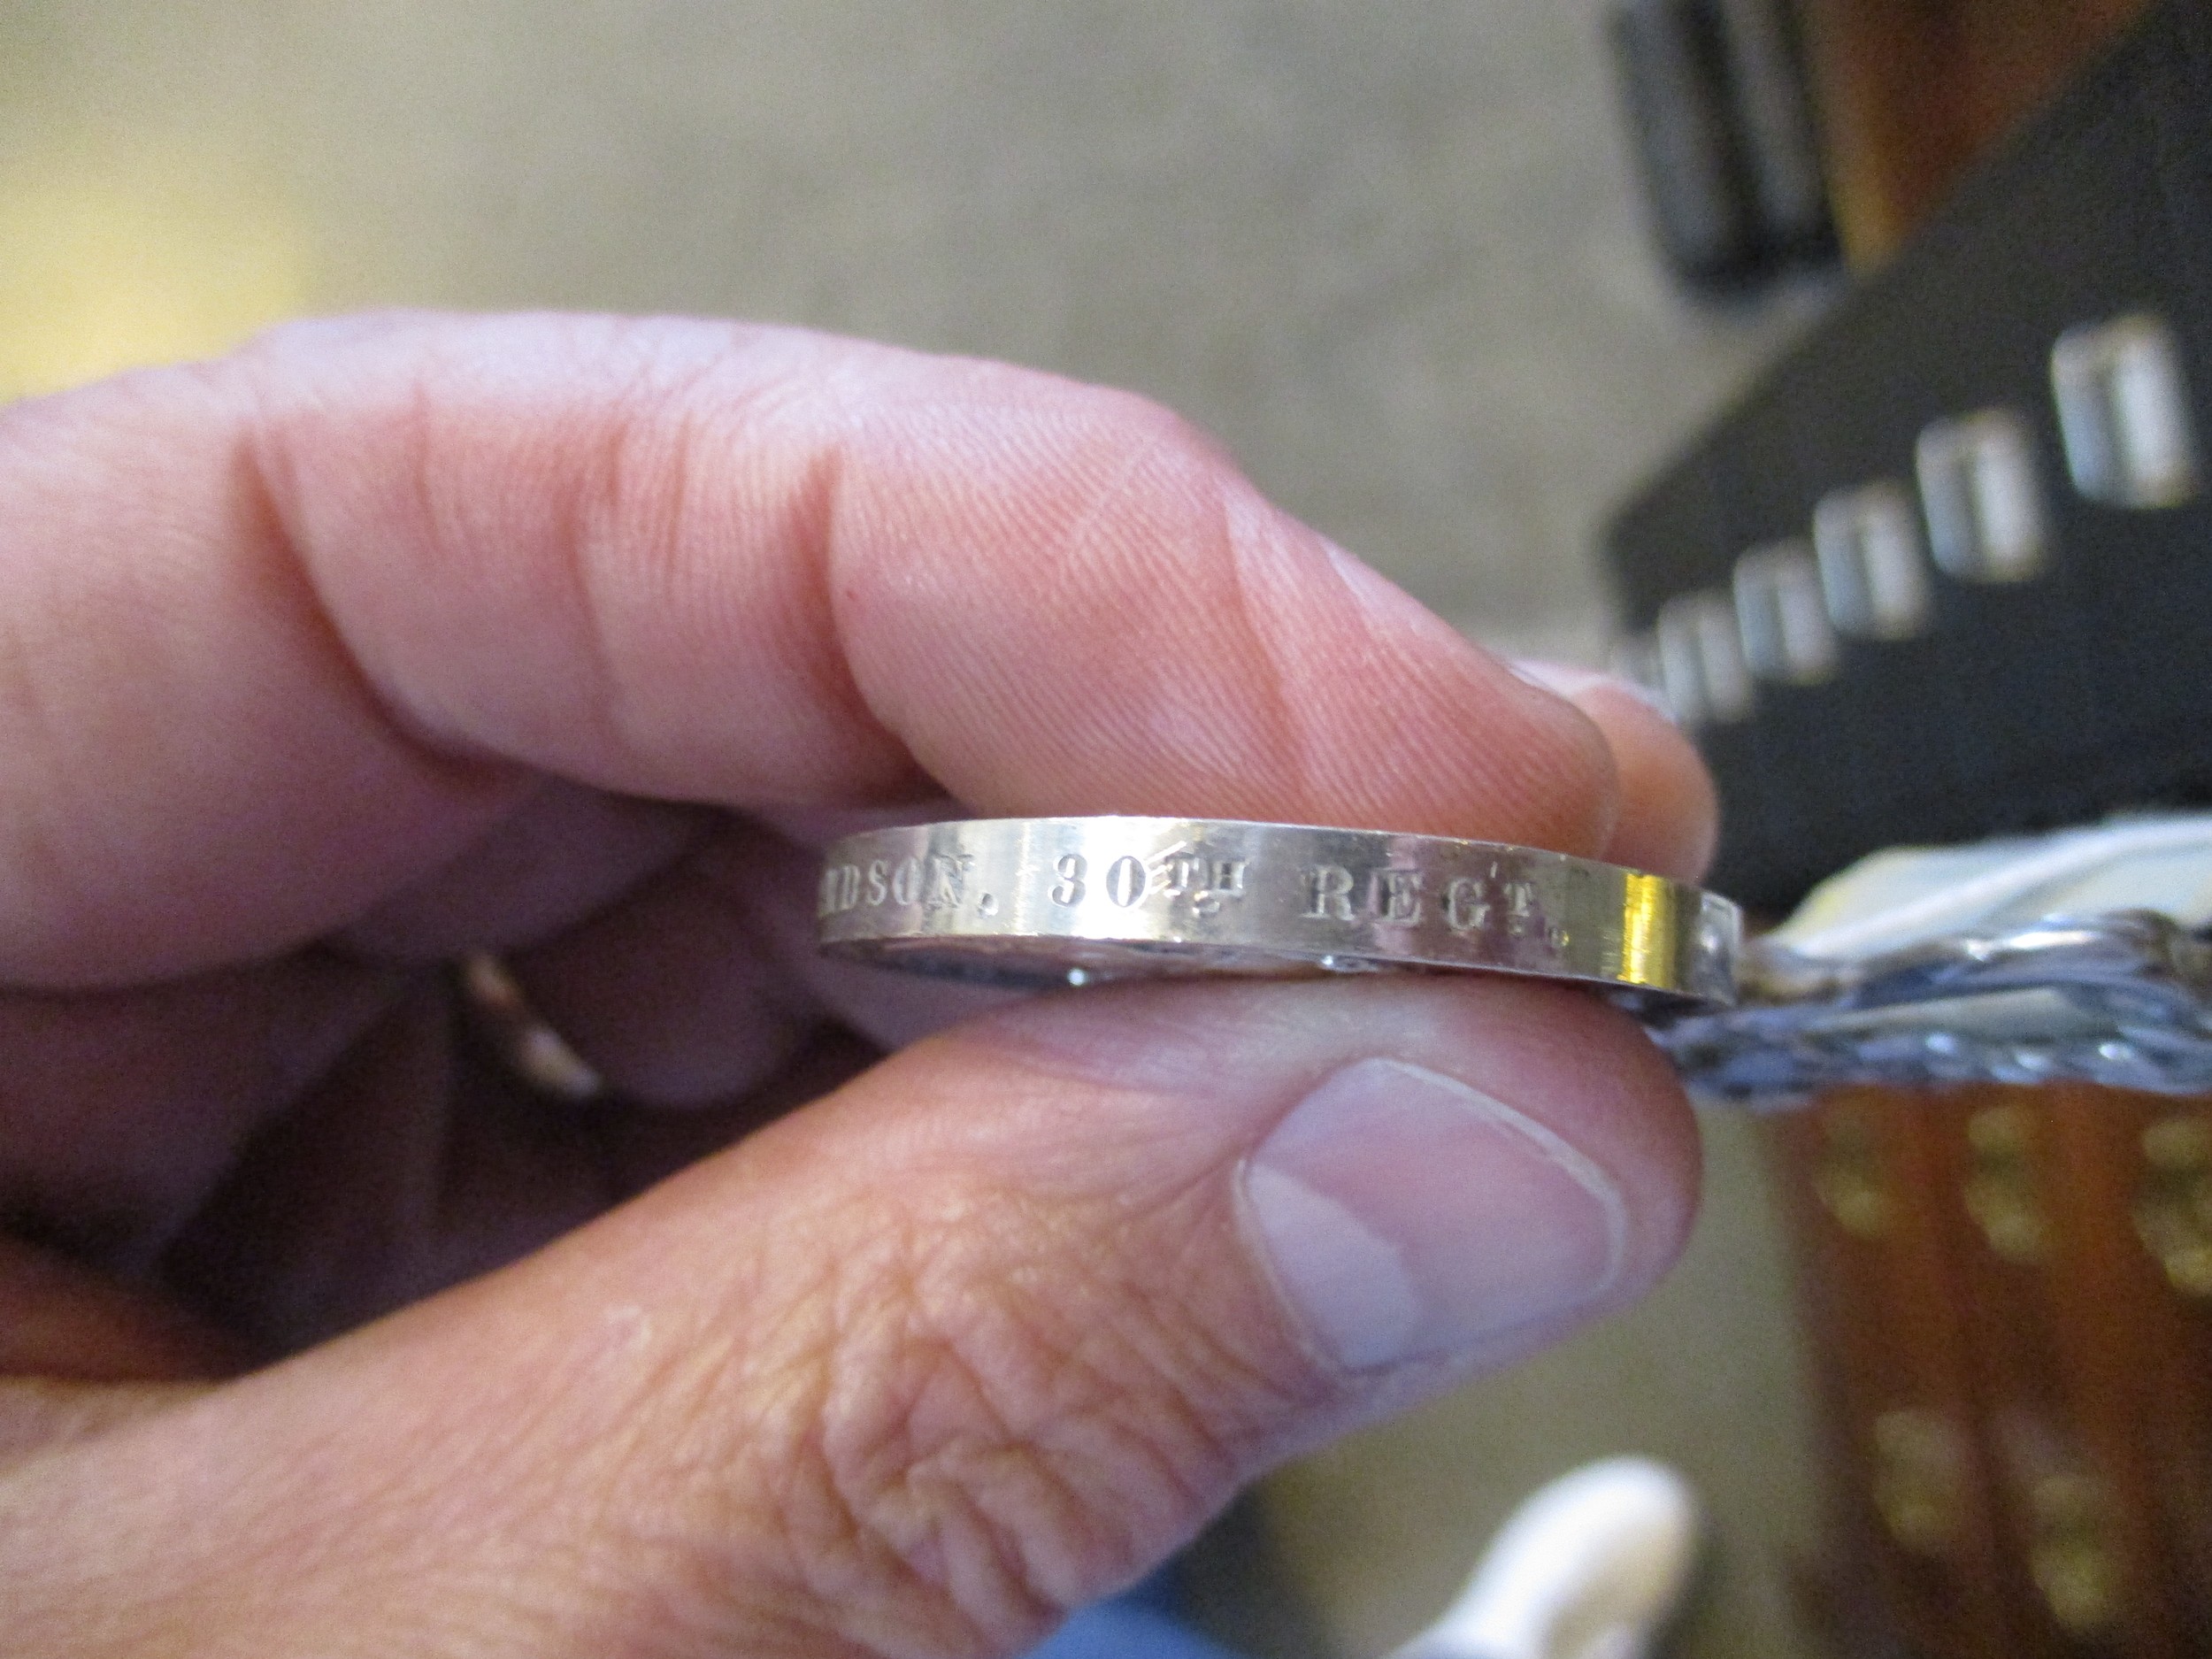 DSON. 30TH REGT.